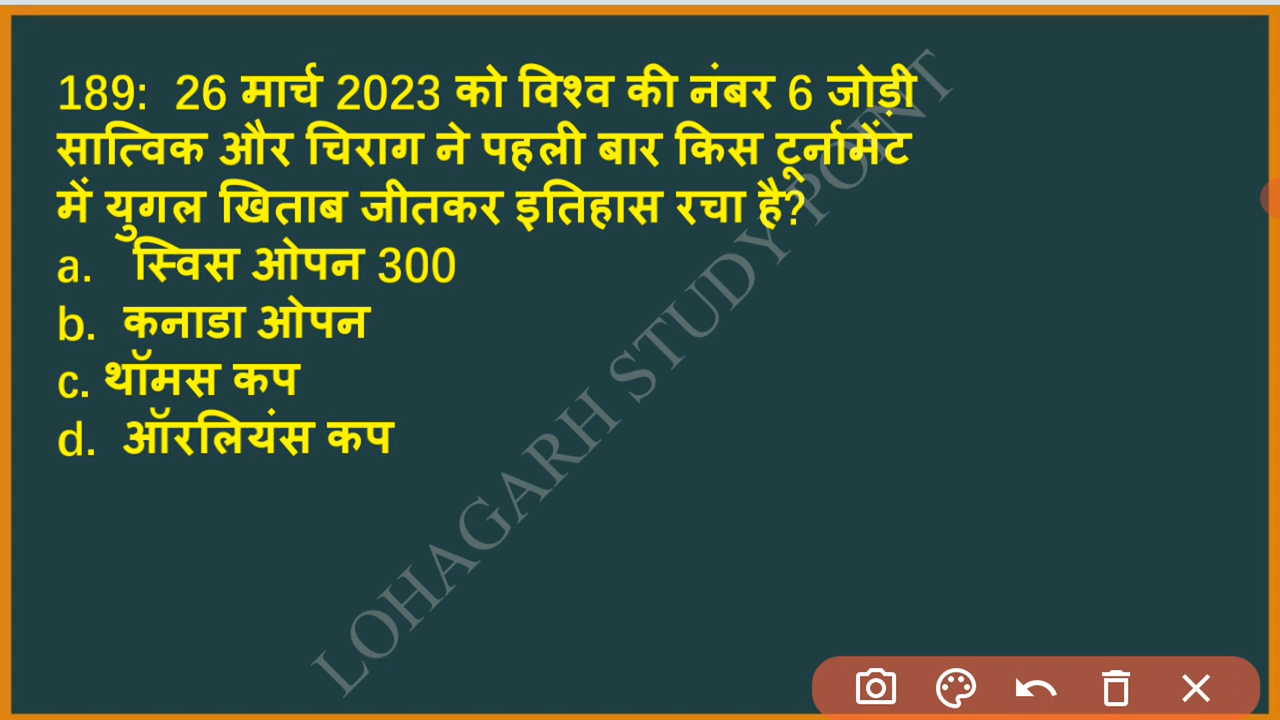 189: 26 मार्च 2023 को विश्व की नंबर 6 जोड़ी
सात्विक और चिराग ने पहली बार किस टूर्नामेंट
में युगल खिताब जीतकर इतिहास रचा है?
a. स्विस ओपन 300
b. कनाडा ओपन
c. थॉमस कप
d. ऑरलियंस कप
LOHAGARH STUDY POINT